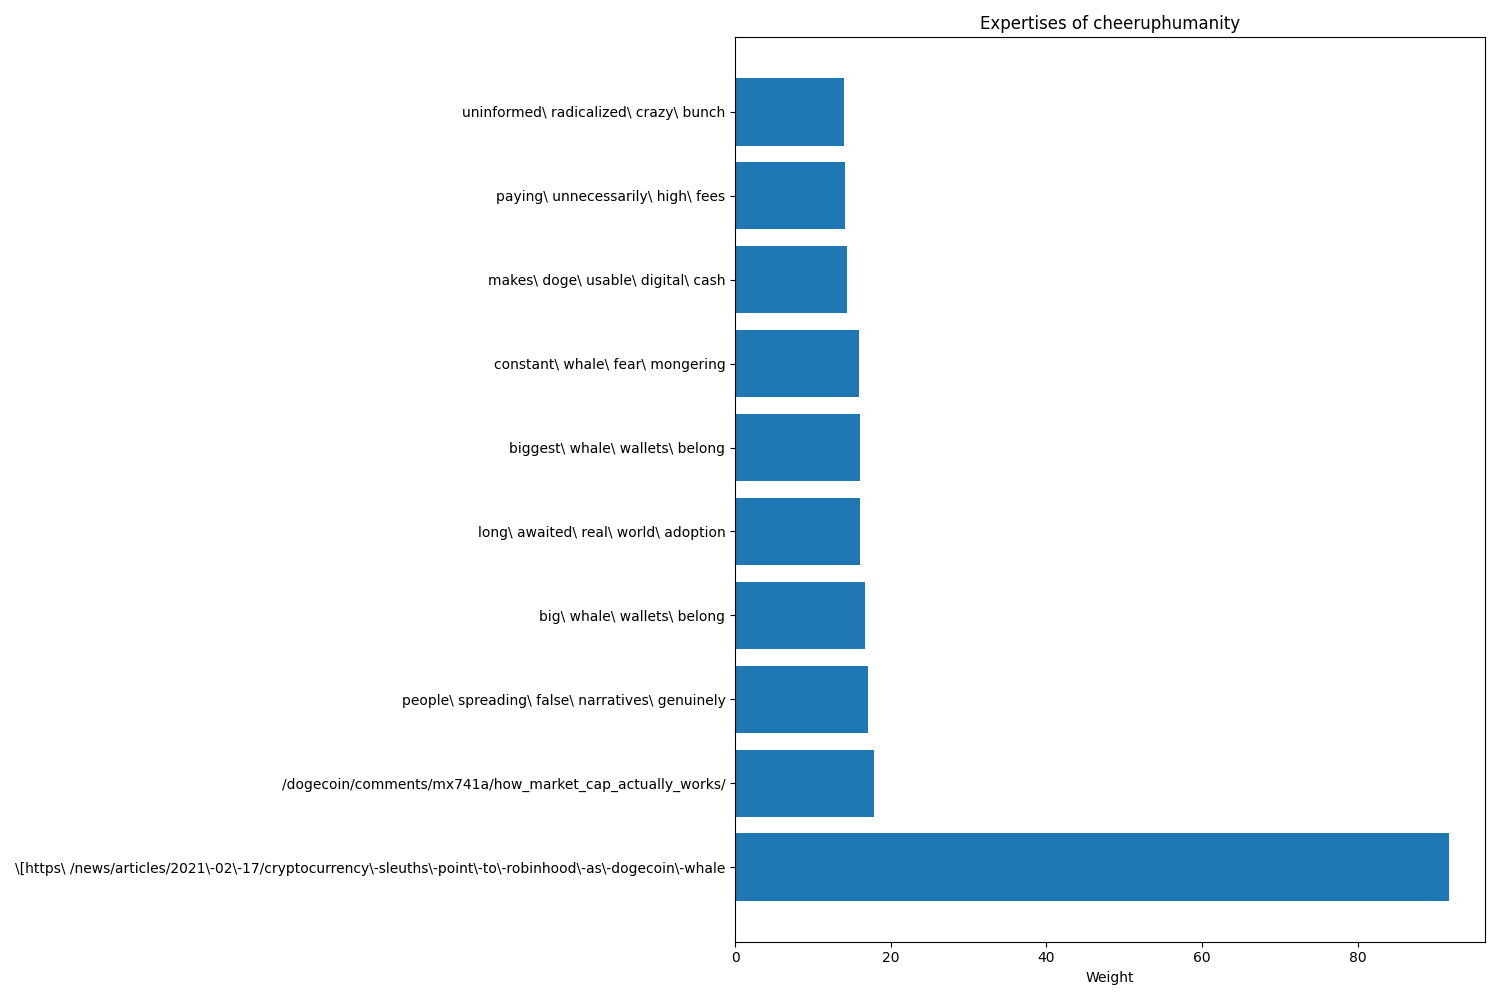 Expertises of cheeruphumanity
uninformed\ radicalized\ crazy\ bunch
paying\ unnecessarily\ high\ fees
makes\ doge\ usable\ digital\ cash
constant\ whale\ fear\ mongering
biggest\ whale\ wallets\ belong
long\ awaited\ real\ world\ adoption
big\ whale\ wallets\ belong
people\ spreading\ false\ narratives\ genuinely
/dogecoin/comments/mx741a/how_market_cap_actually_works/
\[https\ /news/articles/2021\-02\-17/cryptocurrency\-sleuths\-point\-to\-robinhood\-as\-dogecoin\-whale
0 20 40 60 80
Weight